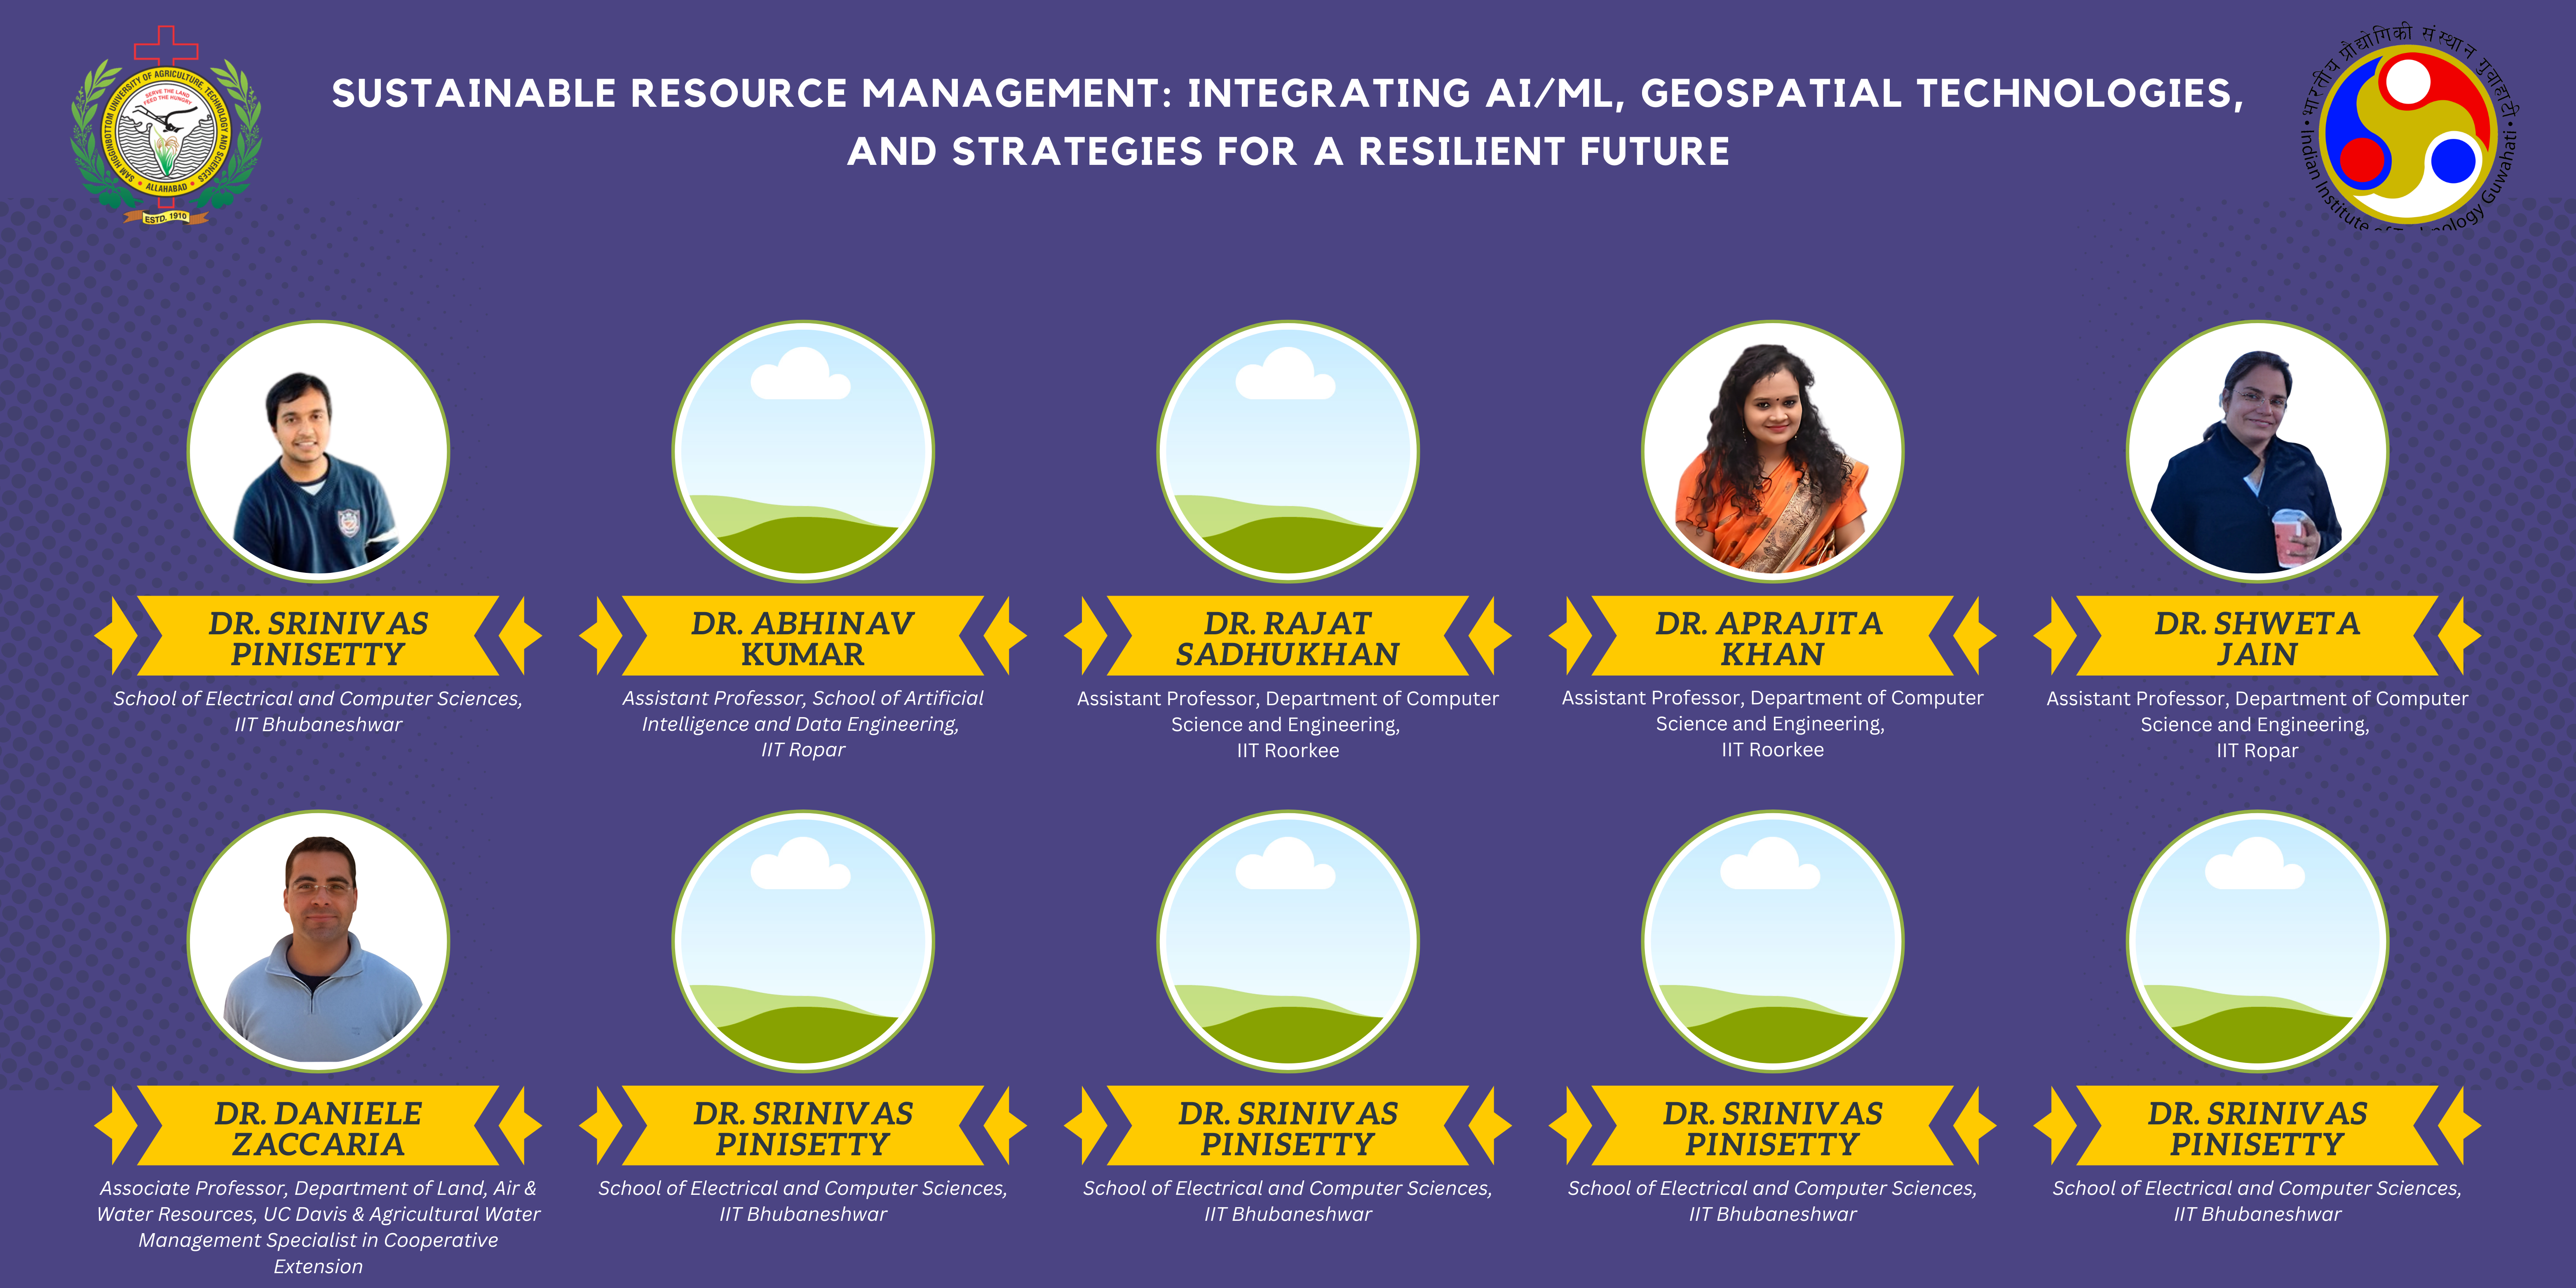 SUSTAINABLE RESOURCE MANAGEMENT: INTEGRATING AI/ML, GEOSPATIAL TECHNOLOGIES,
AND STRATEGIES FOR A RESILIENT FUTURE
SAM HIGGINBOTTOM UNIVERSITY OF AGRICULTURE, TECHNOLOGY AND SCIENCES
SERVE THE LAND
FEED THE HUNGRY
ALLAHABAD
ESTD. 1910
भारतीय प्रौद्योगिकी संस्थान गुवाहाटी
Indian Institute of Technology Guwahati
DR. SRINIVAS
PINISETTY
School of Electrical and Computer Sciences,
IIT Bhubaneshwar
DR. ABHINAV
KUMAR
Assistant Professor, School of Artificial
Intelligence and Data Engineering,
IIT Ropar
DR. RAJAT
SADHUKHAN
Assistant Professor, Department of Computer
Science and Engineering,
IIT Roorkee
DR. APRAJITA
KHAN
Assistant Professor, Department of Computer
Science and Engineering,
IIT Roorkee
DR. SHWETA
JAIN
Assistant Professor, Department of Computer
Science and Engineering,
IIT Ropar
DR. DANIELE
ZACCARIA
Associate Professor, Department of Land, Air &
Water Resources, UC Davis & Agricultural Water
Management Specialist in Cooperative
Extension
DR. SRINIVAS
PINISETTY
School of Electrical and Computer Sciences,
IIT Bhubaneshwar
DR. SRINIVAS
PINISETTY
School of Electrical and Computer Sciences,
IIT Bhubaneshwar
DR. SRINIVAS
PINISETTY
School of Electrical and Computer Sciences,
IIT Bhubaneshwar
DR. SRINIVAS
PINISETTY
School of Electrical and Computer Sciences,
IIT Bhubaneshwar